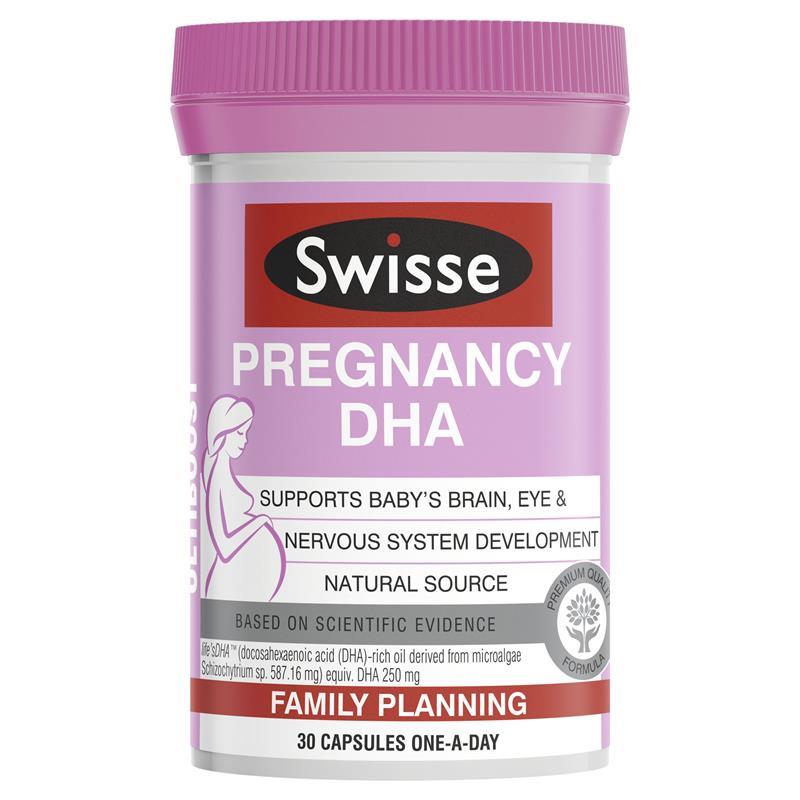 Swisse
PREGNANCY
DHA
ULTIBOOST
SUPPORTS BABY'S BRAIN, EYE &
NERVOUS SYSTEM DEVELOPMENT
NATURAL SOURCE
PREMIUM QUALITY
FORMULA
BASED ON SCIENTIFIC EVIDENCE
life'sDHA™ (docosahexaenoic acid (DHA)-rich oil derived from microalgae
Schizochytrium sp. 587.16 mg) equiv. DHA 250 mg
FAMILY PLANNING
30 CAPSULES ONE-A-DAY